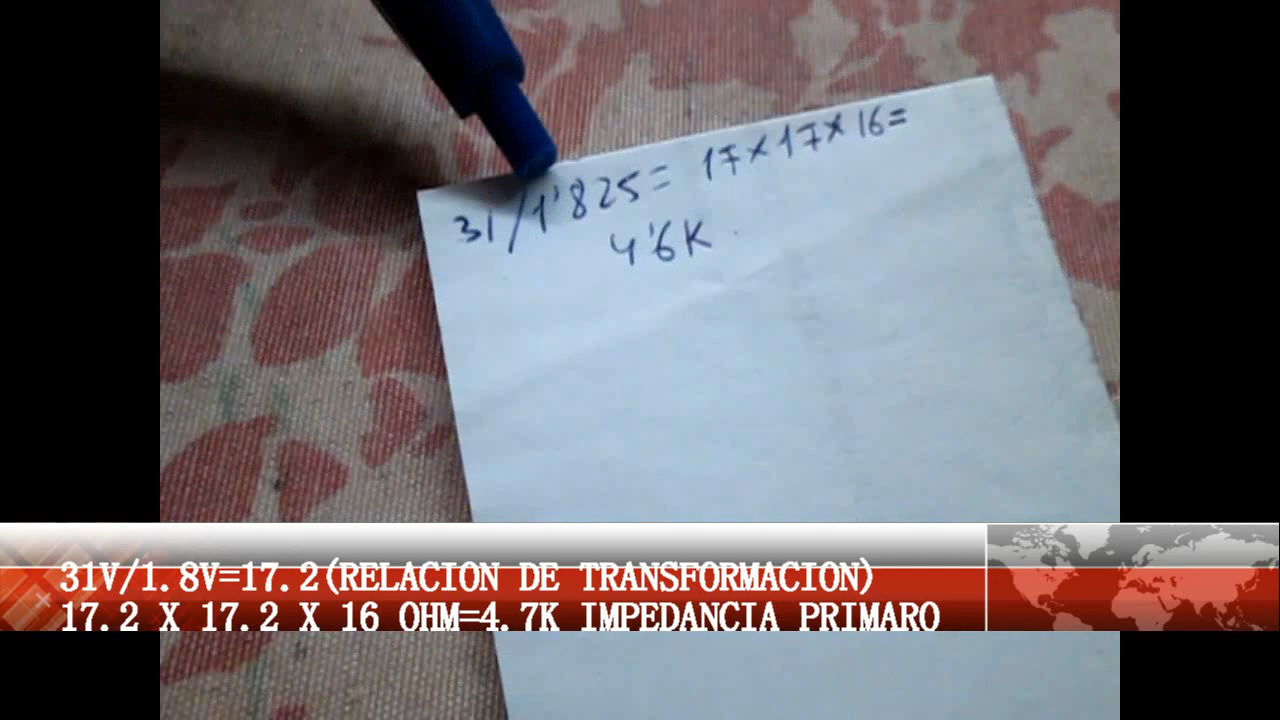 31/1'825= 17×17×16=
4'6K
31V/1.8V=17.2(RELACION DE TRANSFORMACION)
17.2 X 17.2 X 16 OHM=4.7K IMPEDANCIA PRIMARO